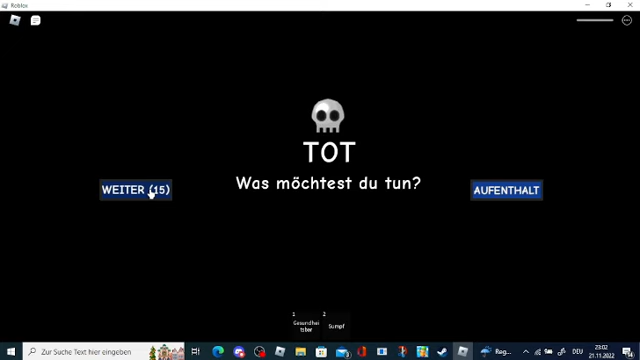 Roblox
TOT
Was möchtest du tun?
WEITER (15)
AUFENTHALT
1
2
Gesundhei
Sumpf
Zur Suche Text hier eingeben
Reg...
DEU
23:02
21.11.2022